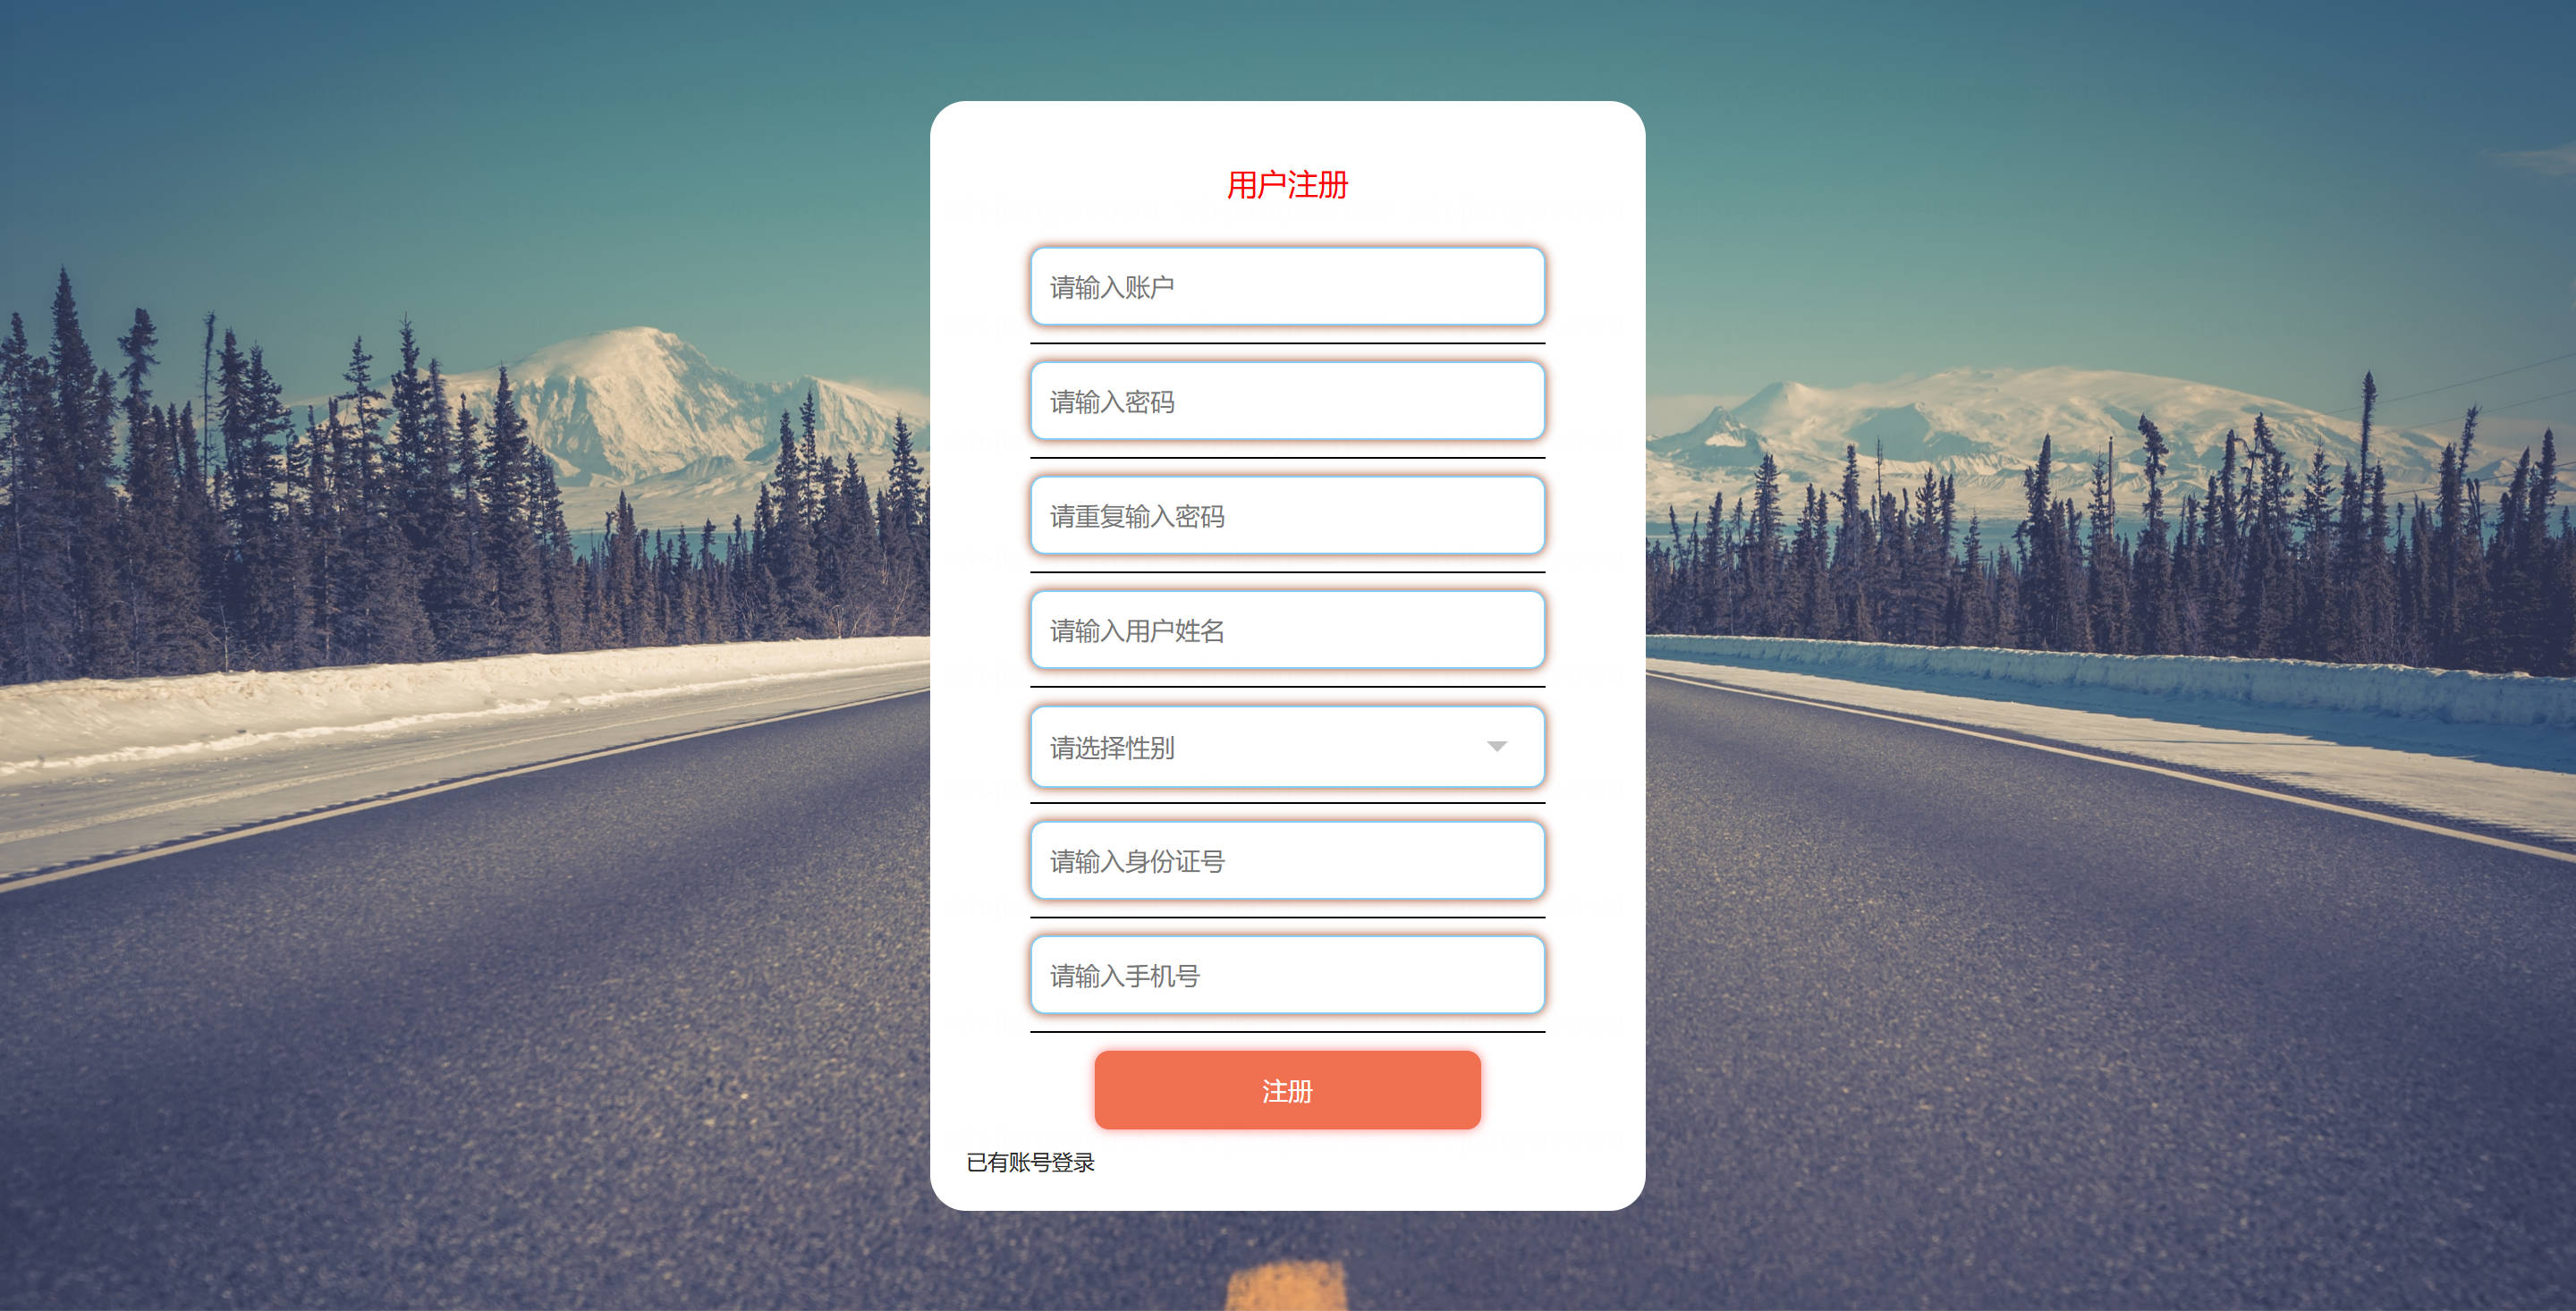 用户注册
请输入账户
请输入密码
请重复输入密码
请输入用户姓名
请选择性别
请输入身份证号
请输入手机号
注册
已有账号登录